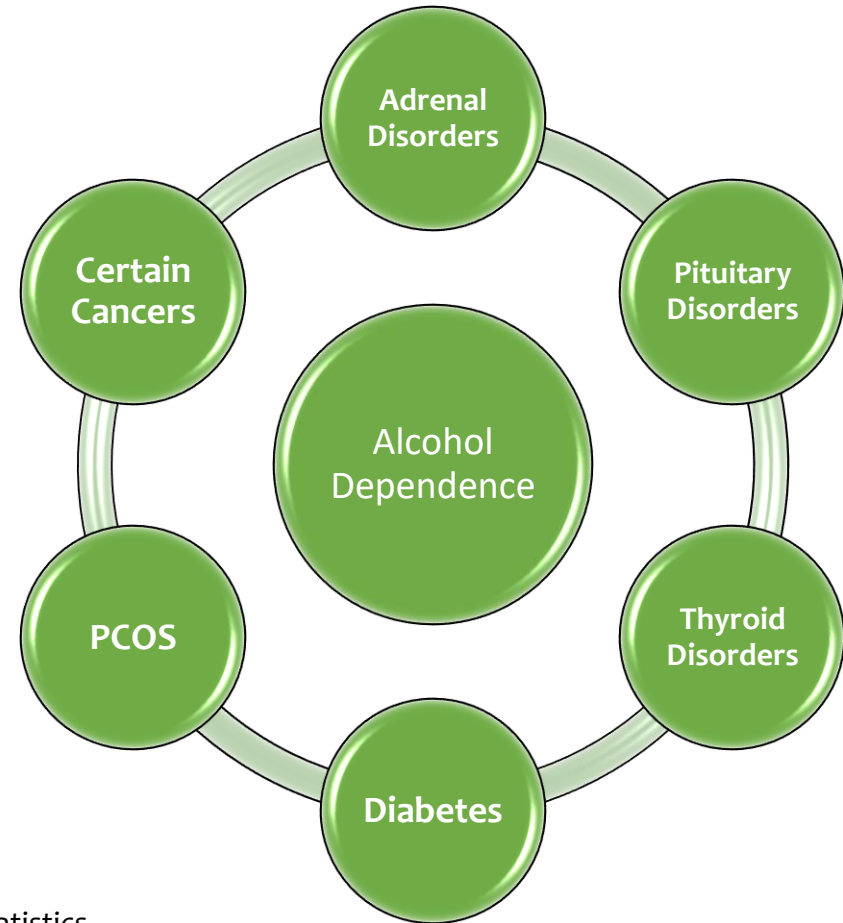 Adrenal
Disorders
Pituitary
Disorders
Thyroid
Disorders
Diabetes
PCOS
Certain
Cancers
Alcohol
Dependence